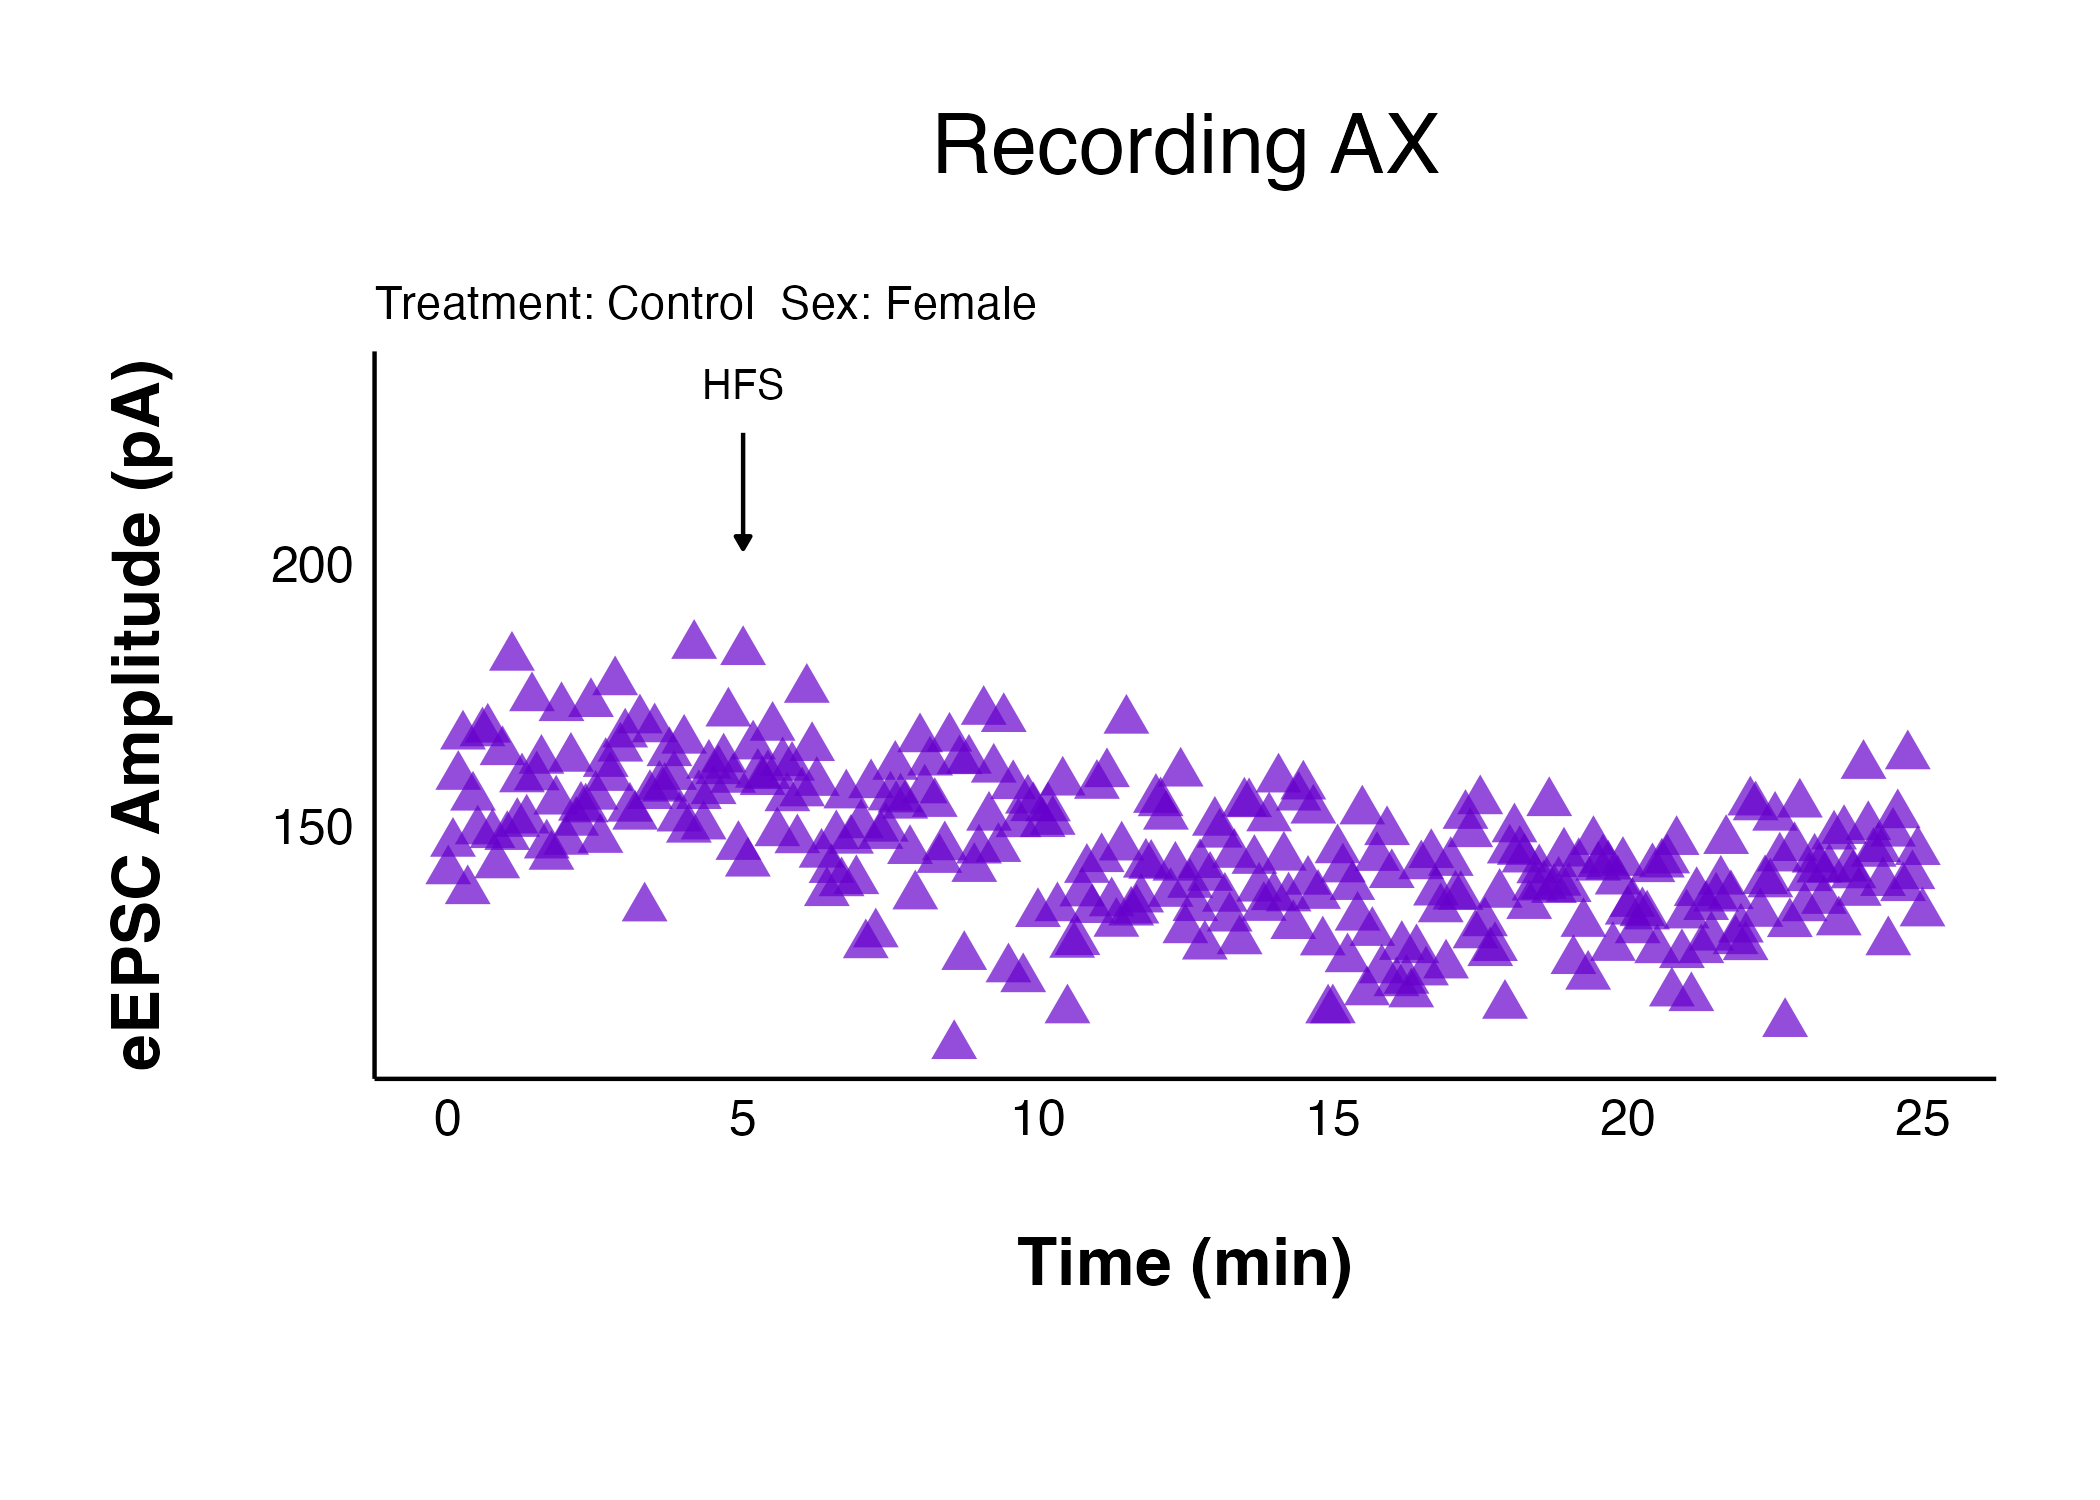 Recording AX
Treatment: Control  Sex: Female
HFS
eEPSC Amplitude (pA)
200
150
0 5 10 15 20 25
Time (min)